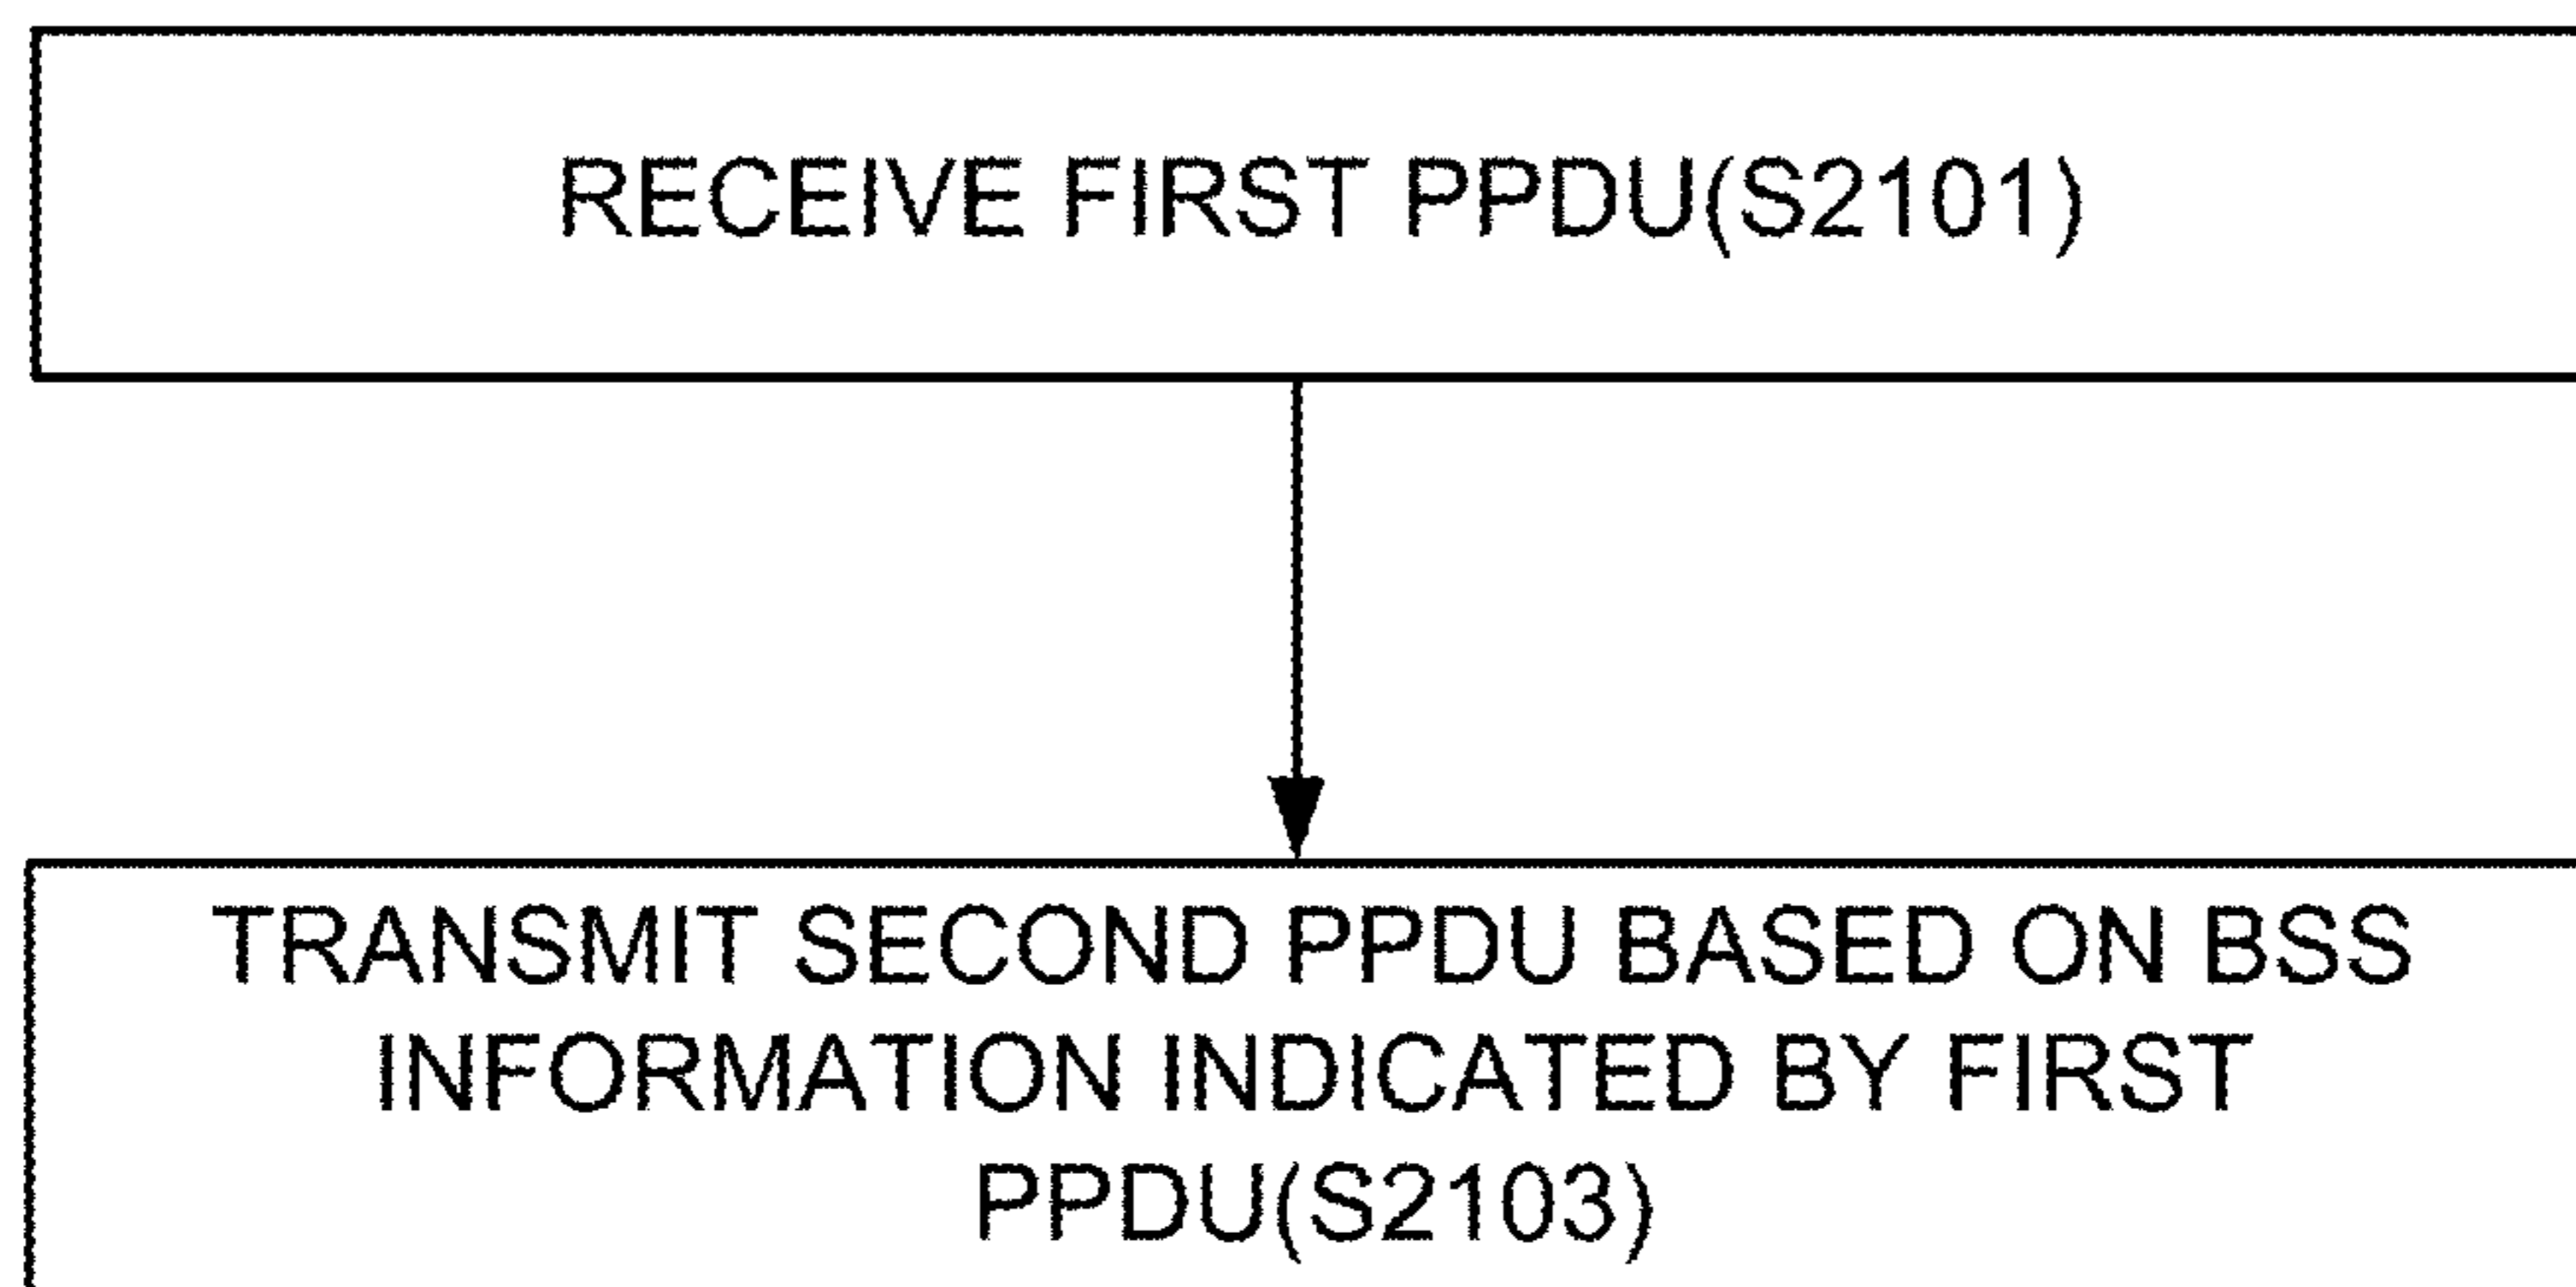 RECEIVE FIRST PPDU(S2101)
TRANSMIT SECOND PPDU BASED ON BSS
INFORMATION INDICATED BY FIRST
PPDU(S2103)